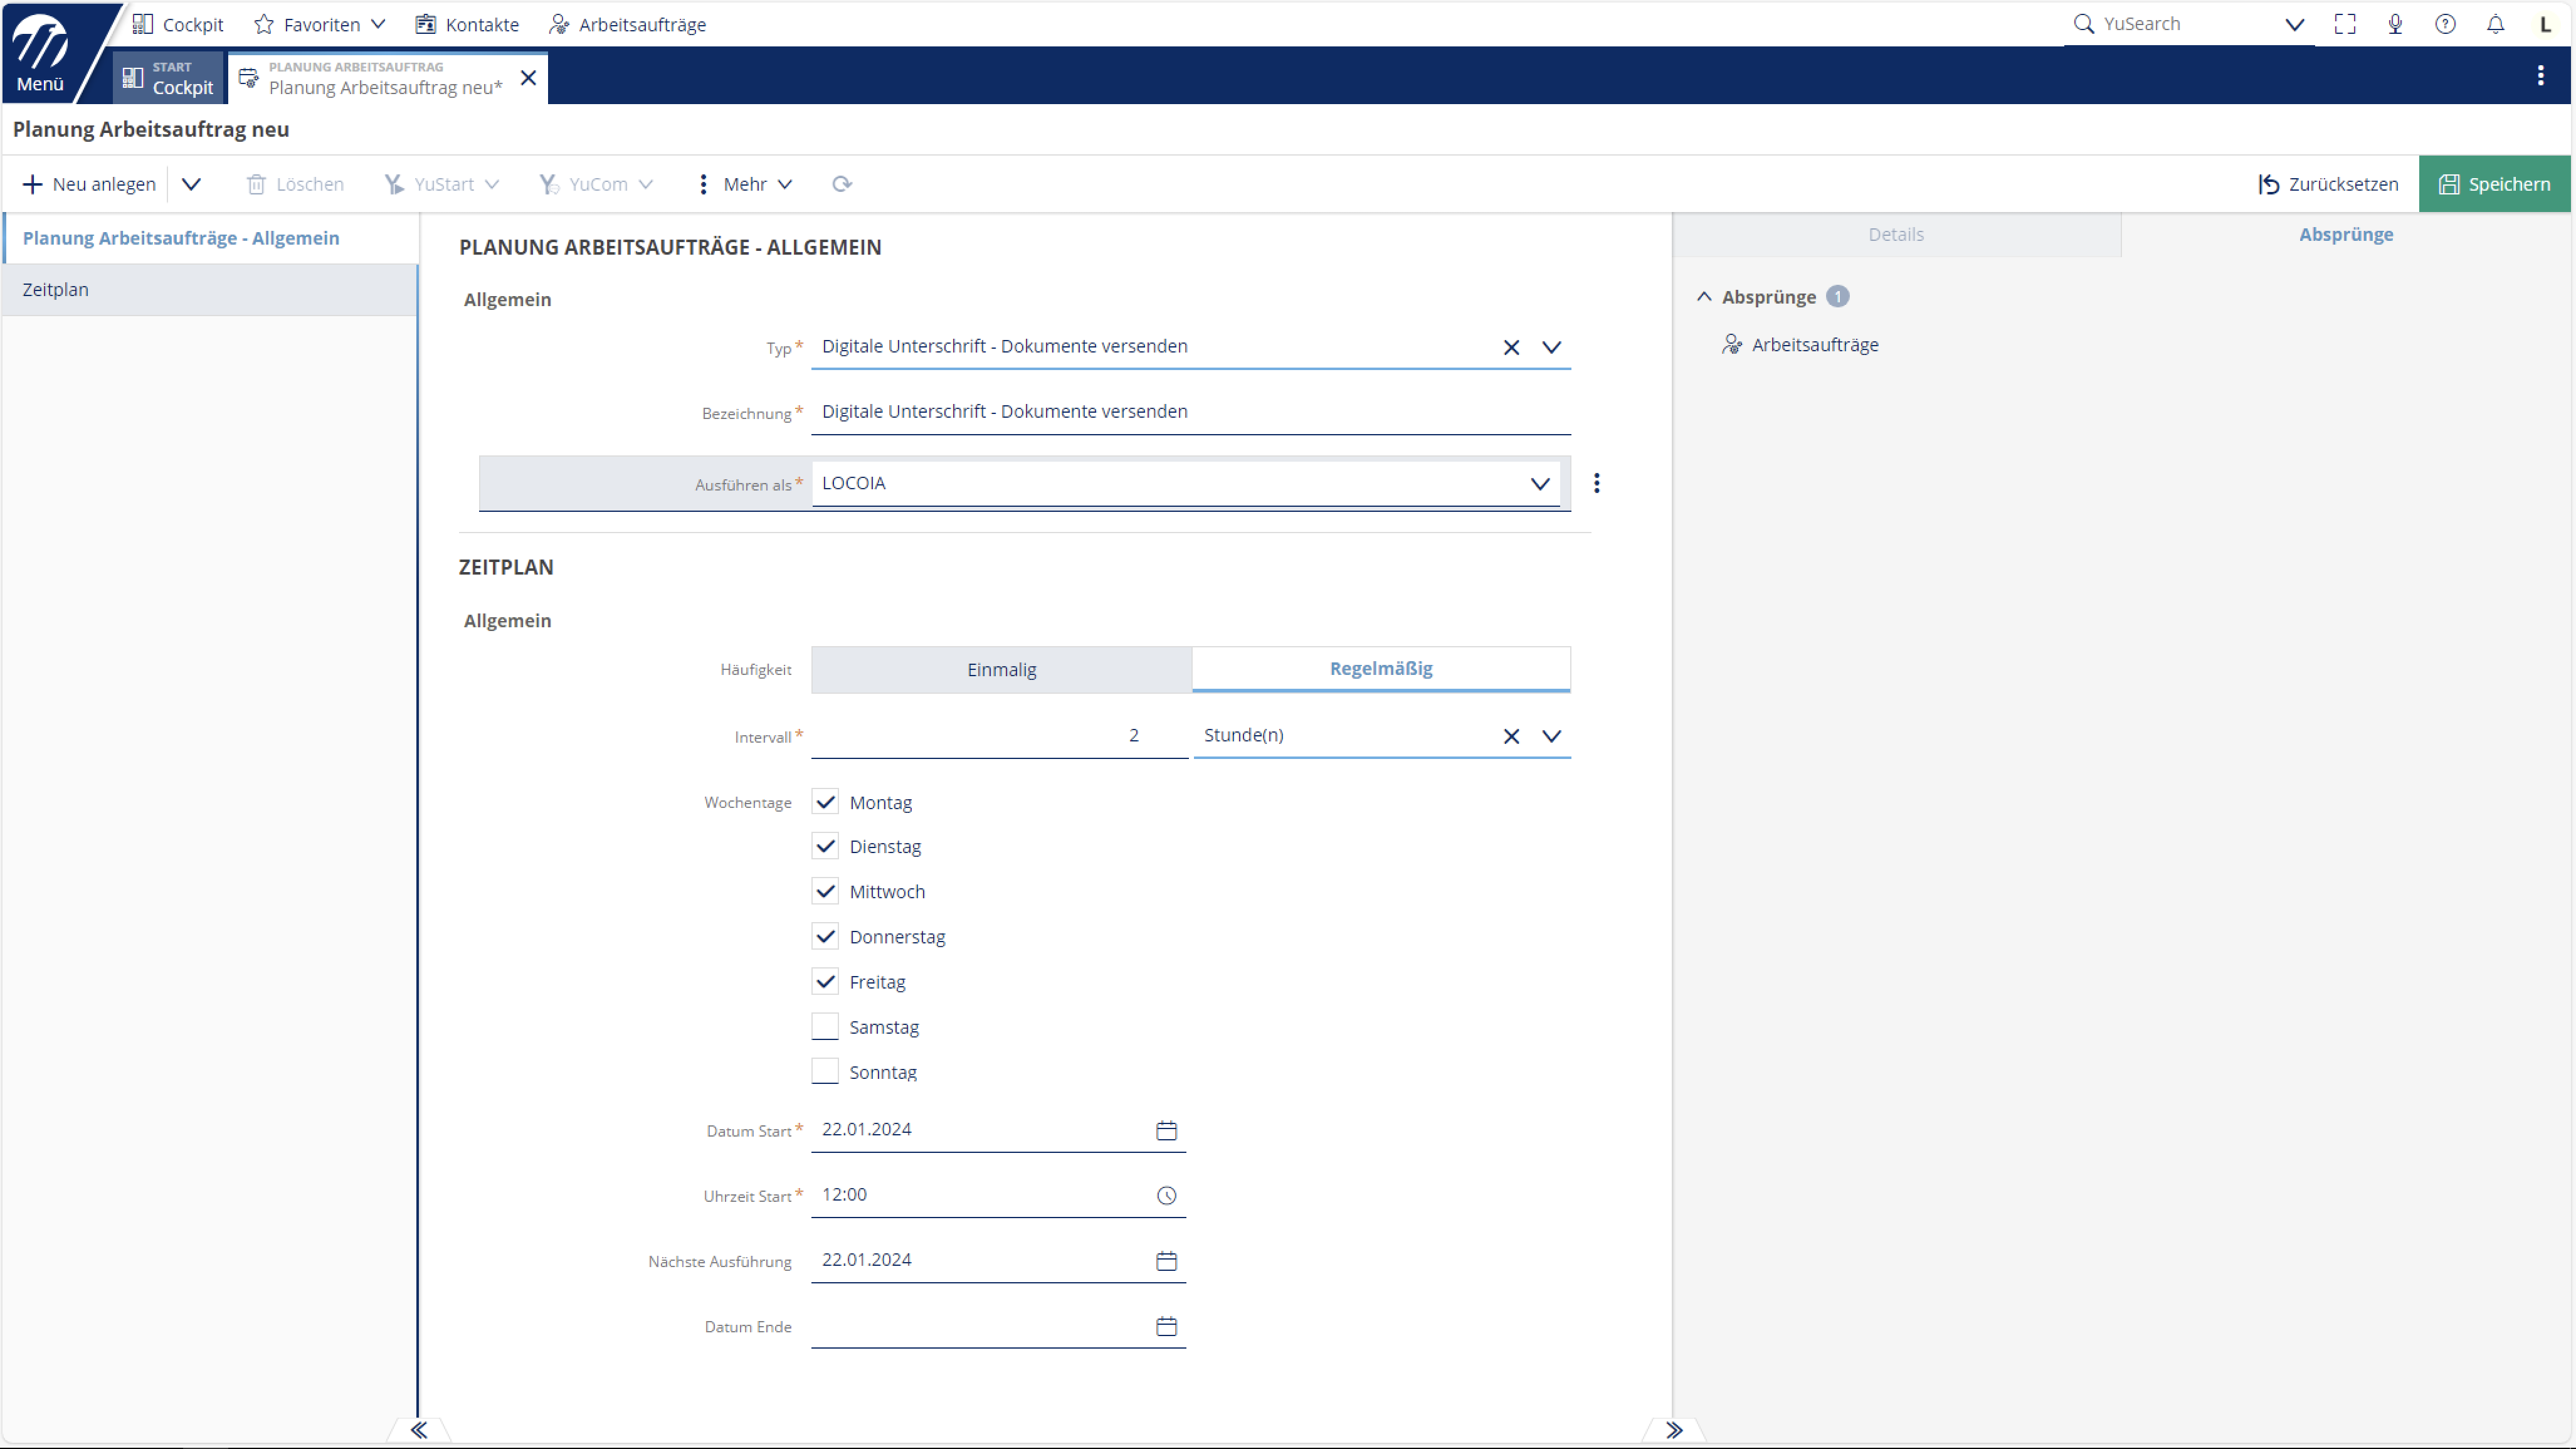 Menü
Cockpit
Favoriten
Kontakte
Arbeitsaufträge
YuSearch
L
START
Cockpit
PLANUNG ARBEITSAUFTRAG
Planung Arbeitsauftrag neu*
Planung Arbeitsauftrag neu
Neu anlegen
Löschen
YuStart
YuCom
Mehr
Zurücksetzen
Speichern
Planung Arbeitsaufträge - Allgemein
Zeitplan
PLANUNG ARBEITSAUFTRÄGE - ALLGEMEIN
Allgemein
Typ* Digitale Unterschrift - Dokumente versenden
Bezeichnung* Digitale Unterschrift - Dokumente versenden
Ausführen als* LOCOIA
ZEITPLAN
Allgemein
Häufigkeit Einmalig Regelmäßig
Intervall* 2 Stunde(n)
Wochentage Montag
Dienstag
Mittwoch
Donnerstag
Freitag
Samstag
Sonntag
Datum Start* 22.01.2024
Uhrzeit Start* 12:00
Nächste Ausführung 22.01.2024
Datum Ende
Details
Absprünge
Absprünge 1
Arbeitsaufträge